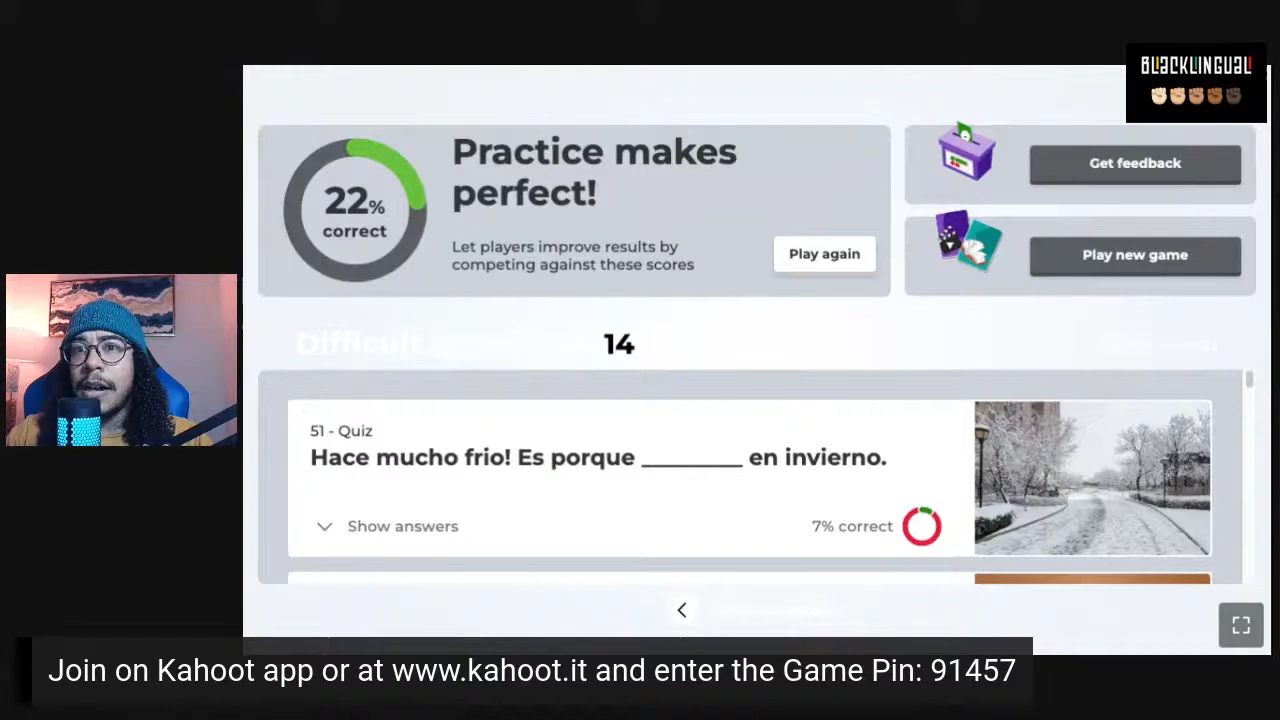 BLACKLINGUAL!
22%
correct
Practice makes
perfect!
Let players improve results by
competing against these scores
Play again
Get feedback
Play new game
Difficult
14
51 - Quiz
Hace mucho frio! Es porque _________ en invierno.
Show answers
7% correct
Join on Kahoot app or at www.kahoot.it and enter the Game Pin: 91457